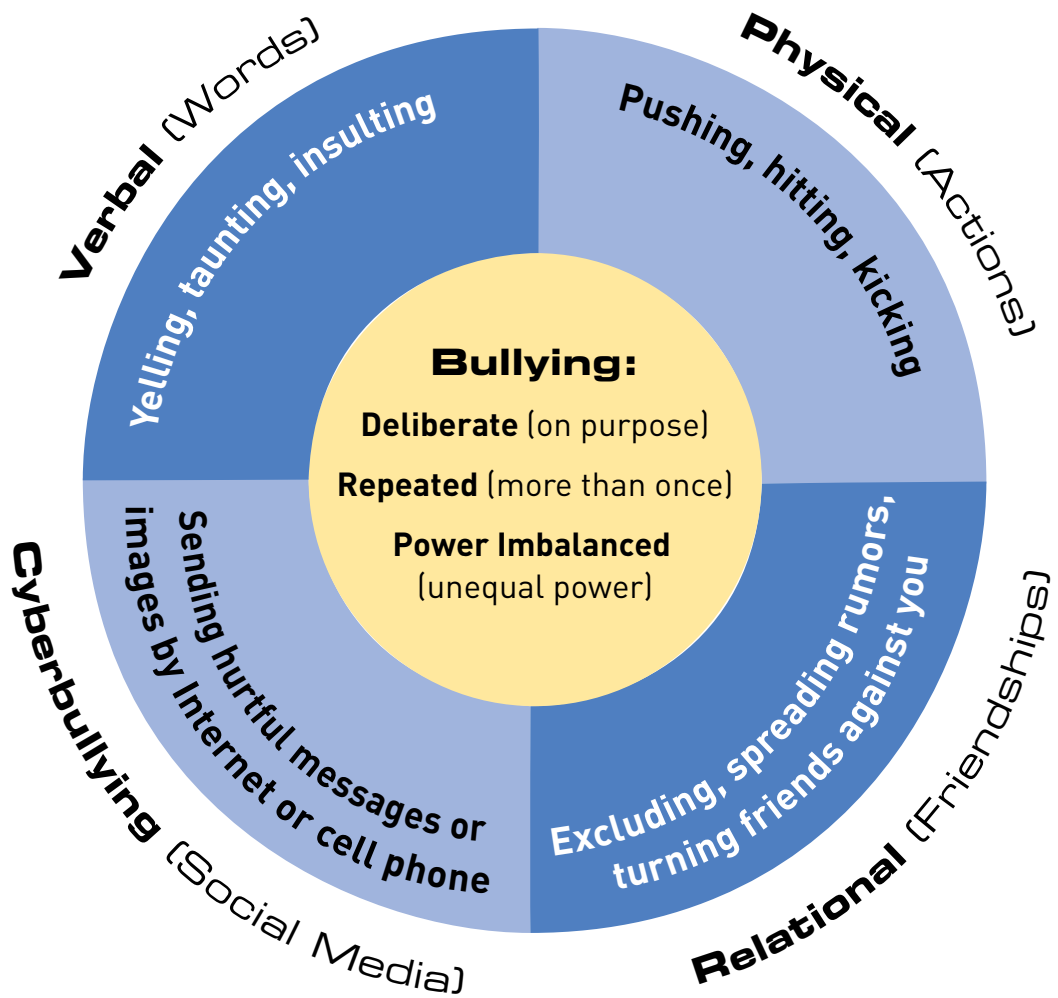 Verbal (Words)
Yelling, taunting, insulting
Physical (Actions)
Pushing, hitting, kicking
Bullying:
Deliberate (on purpose)
Repeated (more than once)
Power Imbalanced
(unequal power)
Cyberbullying (Social Media)
Sending hurtful messages or
images by Internet or cell phone
Relational (Friendships)
Excluding, spreading rumors,
turning friends against you